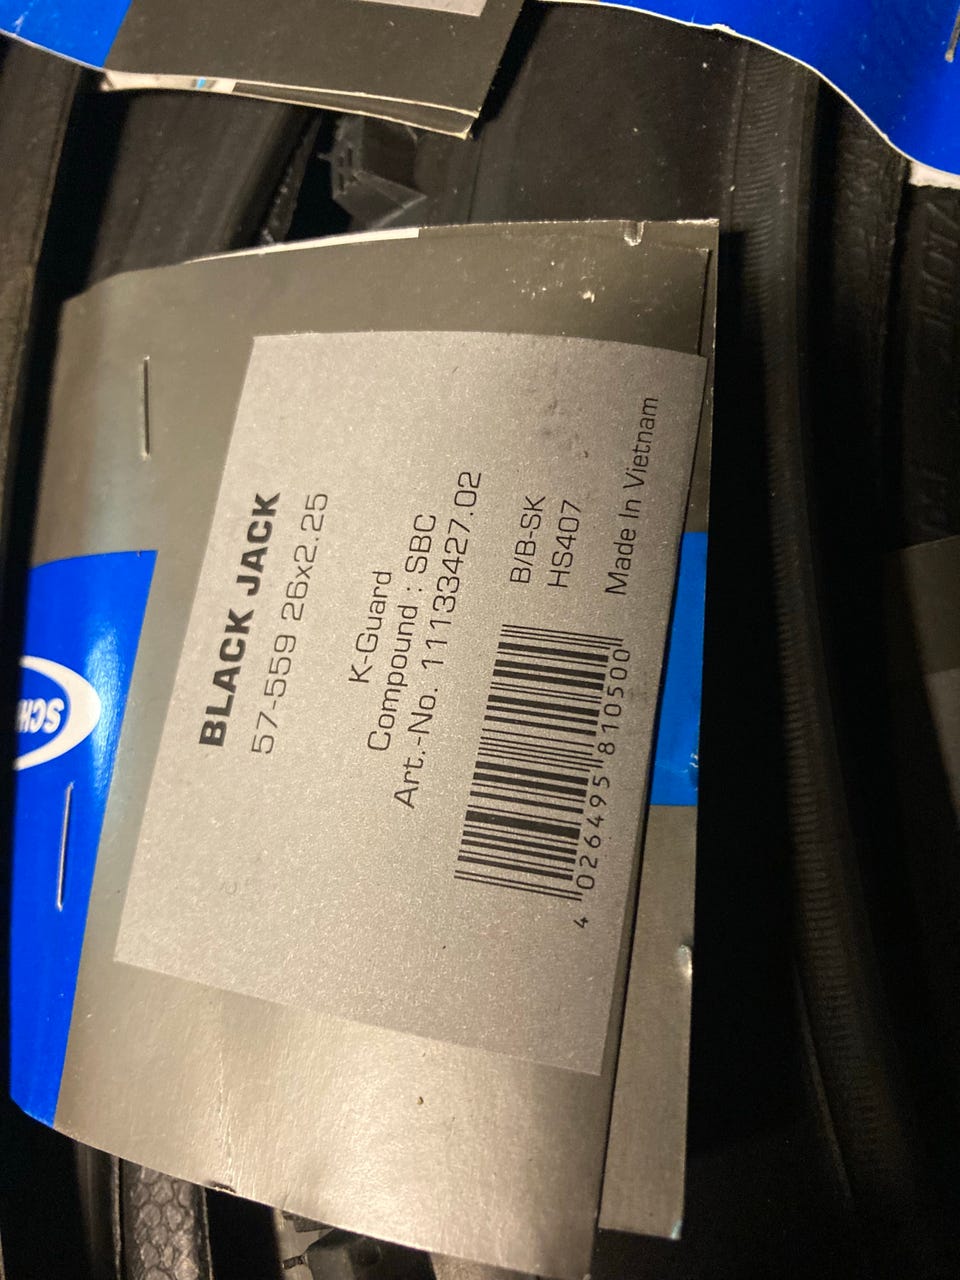 SCH
BLACK JACK
57-559 26x2.25
K-Guard
Compound : SBC
Art.-No. 11133427.02
B/B-SK
HS407
Made In Vietnam
4 026495 810500